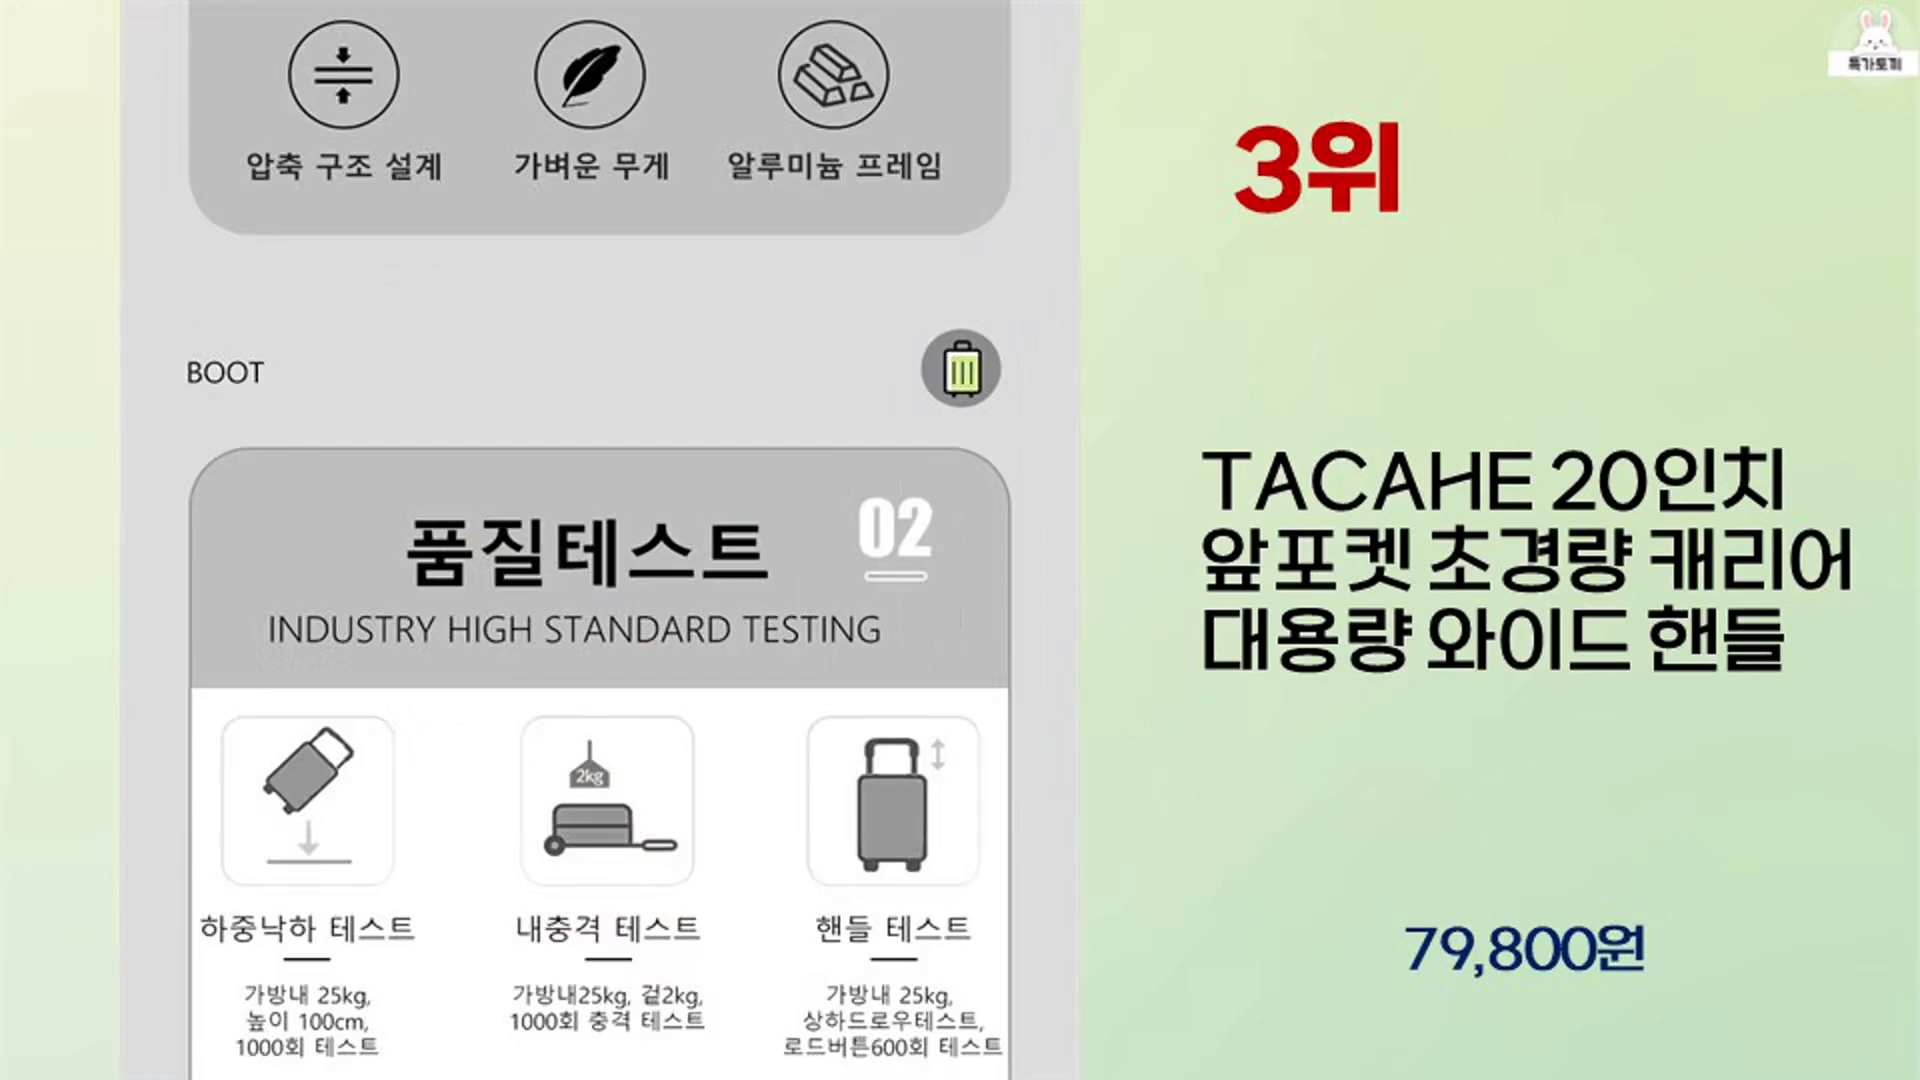 압축 구조 설계
가벼운 무게
알루미늄 프레임
BOOT
품질테스트
02
INDUSTRY HIGH STANDARD TESTING
2kg
하중낙하 테스트
가방내 25kg,
높이 100cm,
1000회 테스트
내충격 테스트
가방내25kg, 겉2kg,
1000회 충격 테스트
핸들 테스트
가방내 25kg,
상하드로우테스트,
로드버튼600회 테스트
특가토끼
3위
TACAHE 20인치
앞포켓 초경량 캐리어
대용량 와이드 핸들
79,800원